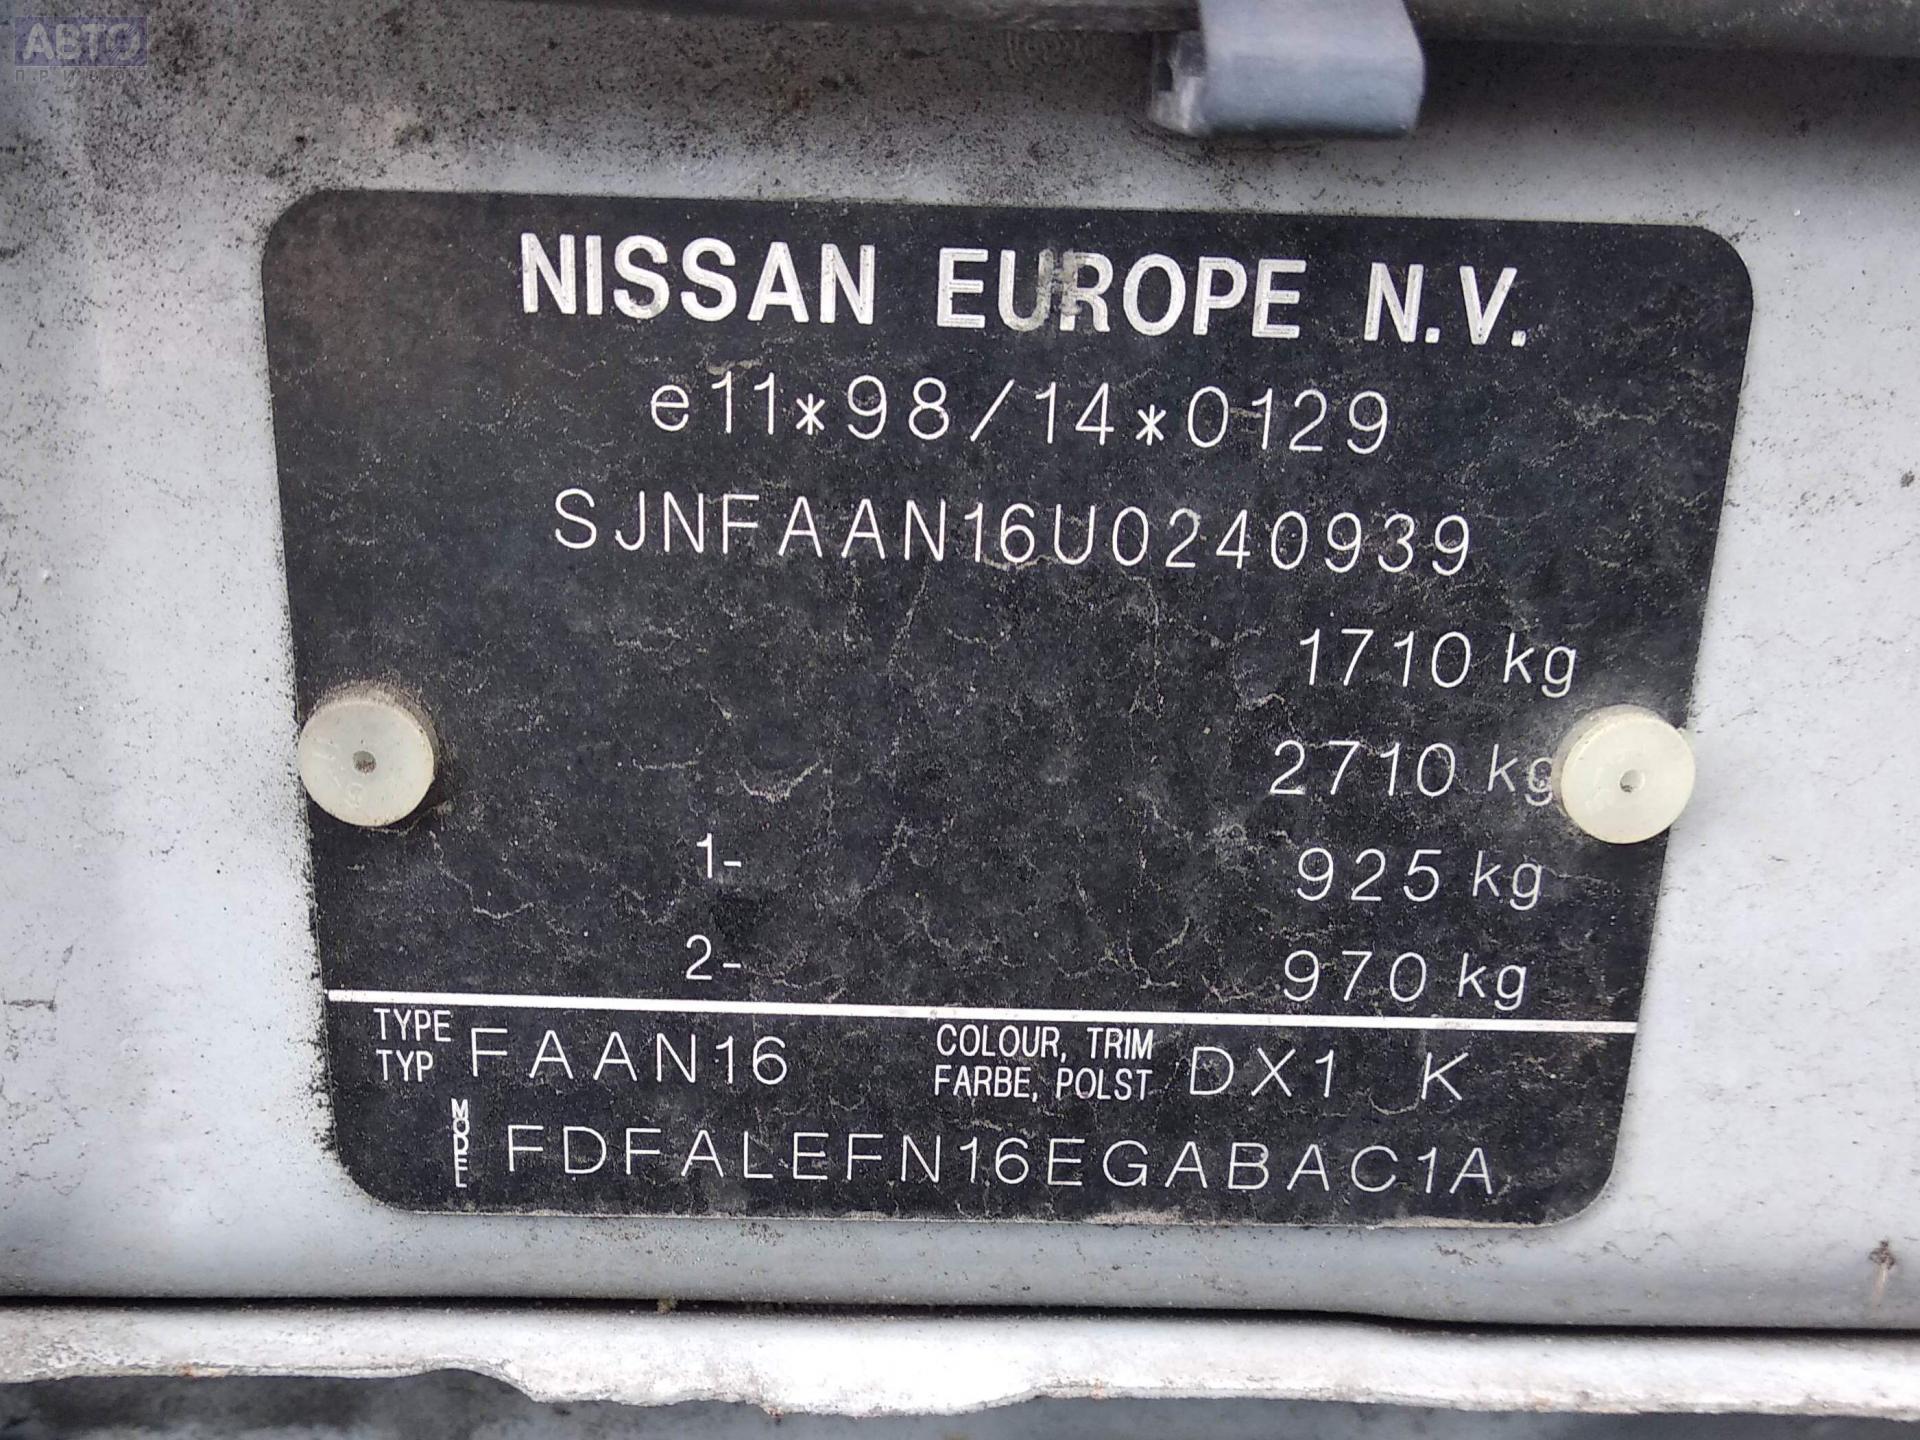 АВТО
ПРИВОЗ
NISSAN EUROPE N.V.
e11*98/14*0129
SJNFAAN16U0240939
1710 kg
2710 kg
1- 925 kg
2- 970 kg
TYPE
TYP FAAN16
COLOUR, TRIM
FARBE, POLST DX1 K
MODEL FDFALEFN16EGABAC1A